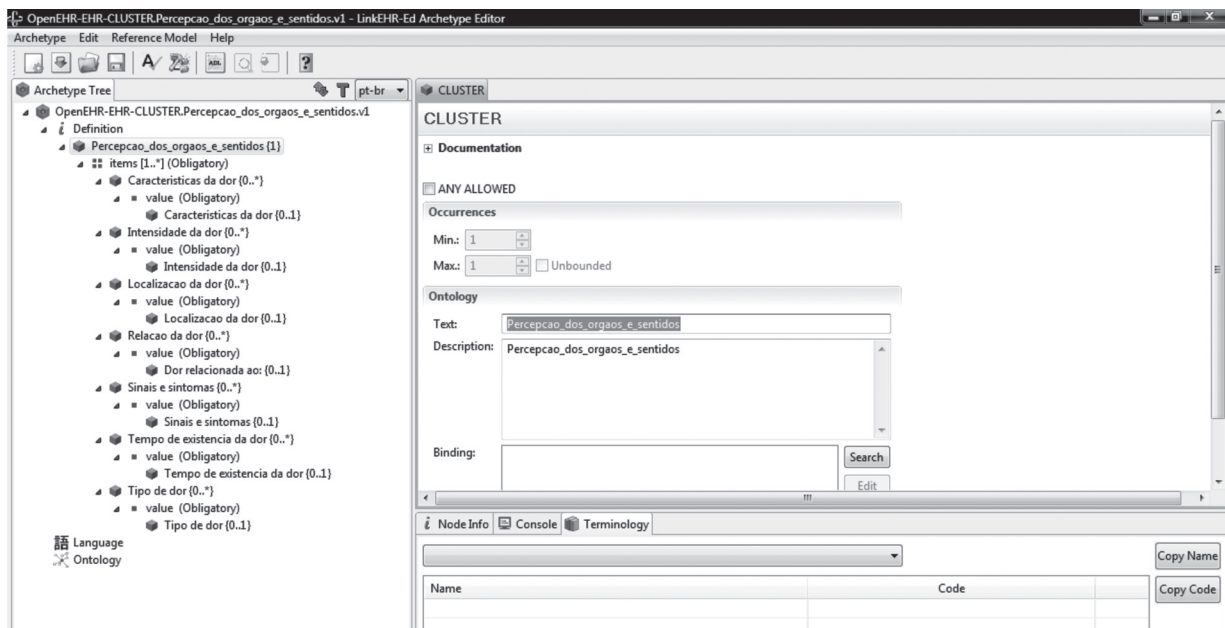 OpenEHR-EHR-CLUSTER.Percepcao_dos_orgaos_e_sentidos.v1 - LinkEHR-Ed Archetype Editor
Archetype Edit Reference Model Help
ADL
Archetype Tree
pt-br
OpenEHR-EHR-CLUSTER.Percepcao_dos_orgaos_e_sentidos.v1
Definition
Percepcao_dos_orgaos_e_sentidos {1}
items [1..*] (Obligatory)
Caracteristicas da dor {0..*}
value (Obligatory)
Caracteristicas da dor {0..1}
Intensidade da dor {0..*}
value (Obligatory)
Intensidade da dor {0..1}
Localizacao da dor {0..*}
value (Obligatory)
Localizacao da dor {0..1}
Relacao da dor {0..*}
value (Obligatory)
Dor relacionada ao: {0..1}
Sinais e sintomas {0..*}
value (Obligatory)
Sinais e sintomas {0..1}
Tempo de existencia da dor {0..*}
value (Obligatory)
Tempo de existencia da dor {0..1}
Tipo de dor {0..*}
value (Obligatory)
Tipo de dor {0..1}
語 Language
Ontology
CLUSTER
CLUSTER
Documentation
ANY ALLOWED
Occurrences
Min.: 1
Max.: 1 Unbounded
Ontology
Text: Percepcao_dos_orgaos_e_sentidos
Description: Percepcao_dos_orgaos_e_sentidos
Binding: Search
Edit
Node Info Console Terminology
Copy Name
Name Code Copy Code